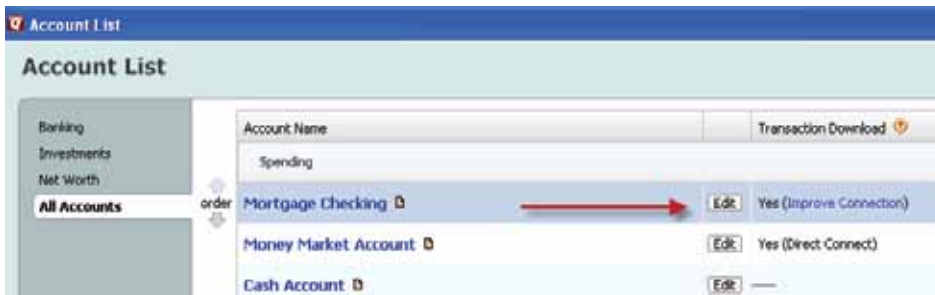 Account List
Account List
Banking
Investments
Net Worth
All Accounts
order
Account Name
Transaction Download
Spending
Mortgage Checking
Edit
Yes (Improve Connection)
Money Market Account
Edit
Yes (Direct Connect)
Cash Account
Edit
—